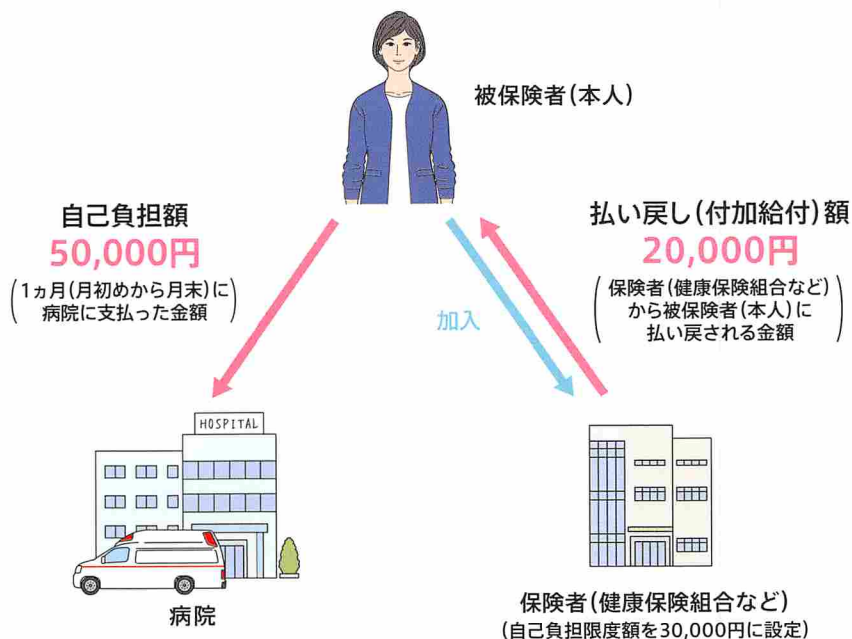 被保険者(本人)
自己負担額
50,000円
(1ヵ月(月初めから月末)に
病院に支払った金額)
払い戻し(付加給付)額
20,000円
(保険者(健康保険組合など)
から被保険者(本人)に
払い戻される金額)
加入
HOSPITAL
病院
保険者(健康保険組合など)
(自己負担限度額を30,000円に設定)